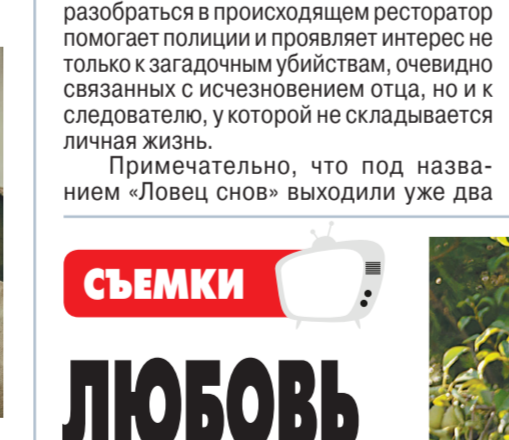 разобраться в происходящем ресторатор
помогает полиции и проявляет интерес не
только к загадочным убийствам, очевидно
связанных с исчезновением отца, но и к
следователю, у которой не складывается
личная жизнь.
Примечательно, что под назва-
нием «Ловец снов» выходили уже два
СЪЕМКИ
ЛЮБОВЬ